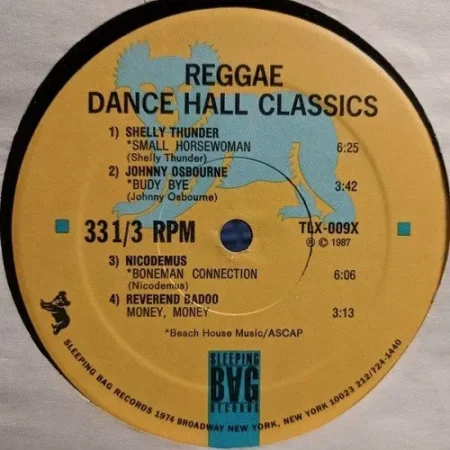 REGGAE
DANCE HALL CLASSICS
1) SHELLY THUNDER
*SMALL HORSEWOMAN 6:25
(Shelly Thunder)
2) JOHNNY OSBOURNE
*BUDY BYE 3:42
(Johnny Osbourne)
33 1/3 RPM
TLX-009X
℗ © 1987
3) NICODEMUS
*BONEMAN CONNECTION 6:06
(Nicodemus)
4) REVEREND BADOO
MONEY, MONEY 3:13
*Beach House Music/ASCAP
SLEEPING
BAG
RECORDS
SLEEPING BAG RECORDS 1974 BROADWAY NEW YORK, NEW YORK 10023 212/724-1440